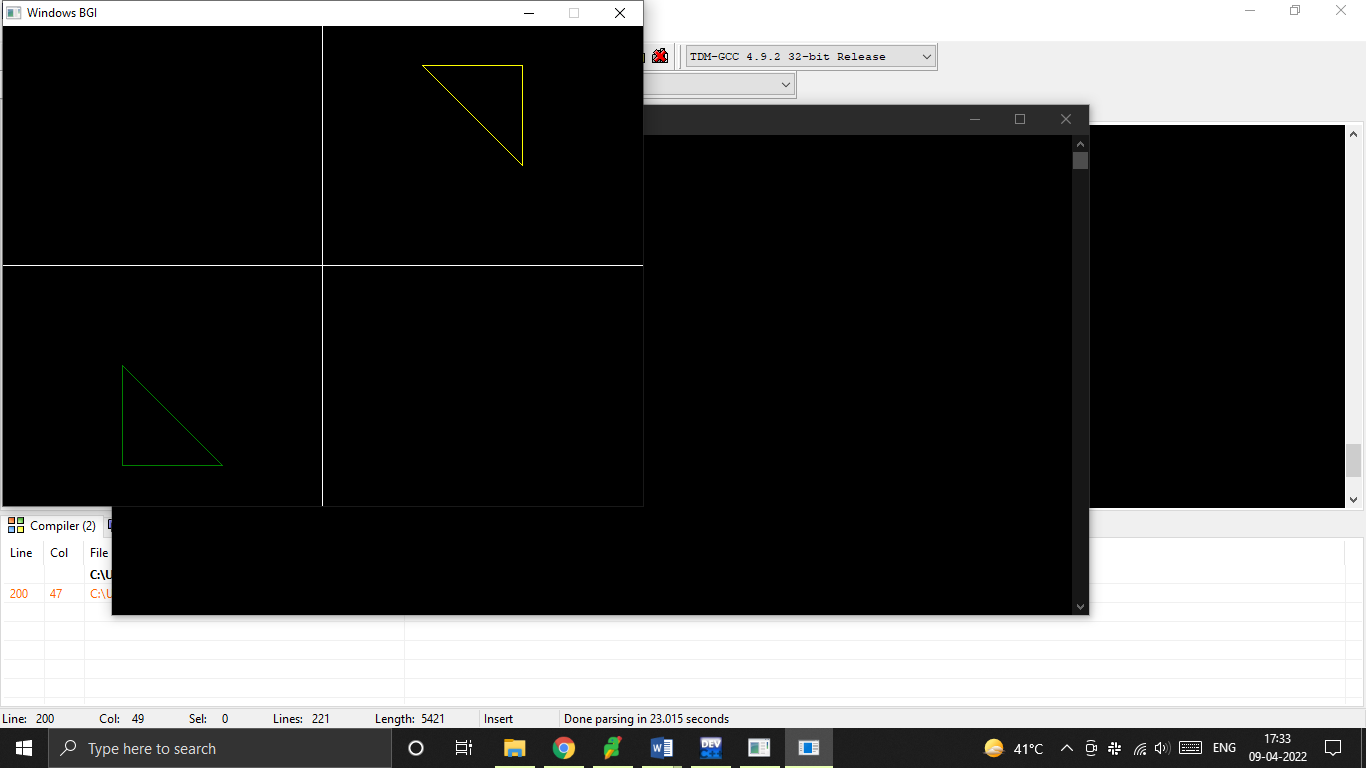 Windows BGI
TDM-GCC 4.9.2 32-bit Release
Compiler (2)
Line Col File
C:\U
200 47 C:\U
Line: 200 Col: 49 Sel: 0 Lines: 221 Length: 5421 Insert Done parsing in 23.015 seconds
Type here to search
DEV
41°C
ENG
17:33
09-04-2022